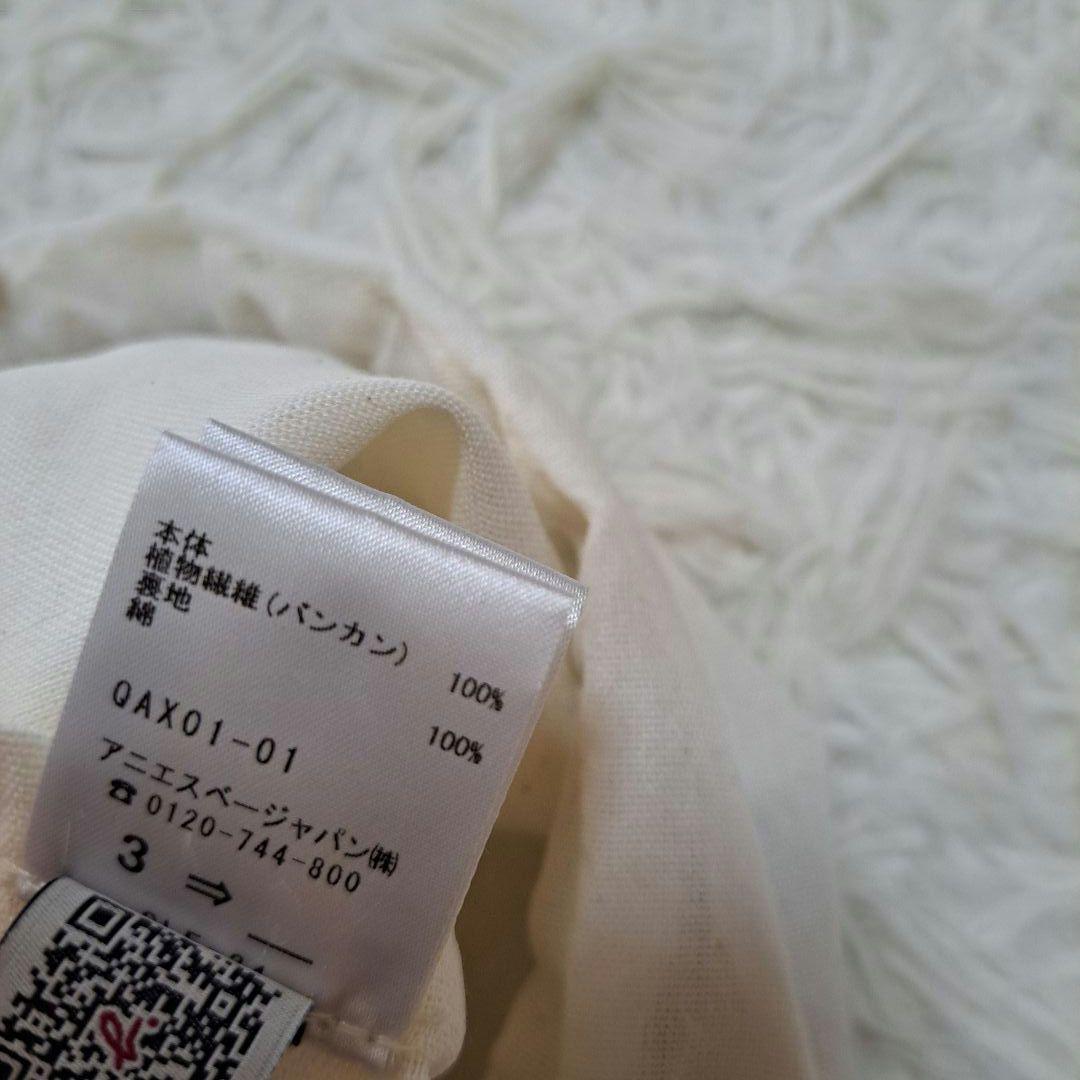 本体
植物繊維(バンカン) 100%
裏地
綿 100%
QAX01-01
アニエスベージャパン㈱
☎0120-744-800
3 ⇒
b.